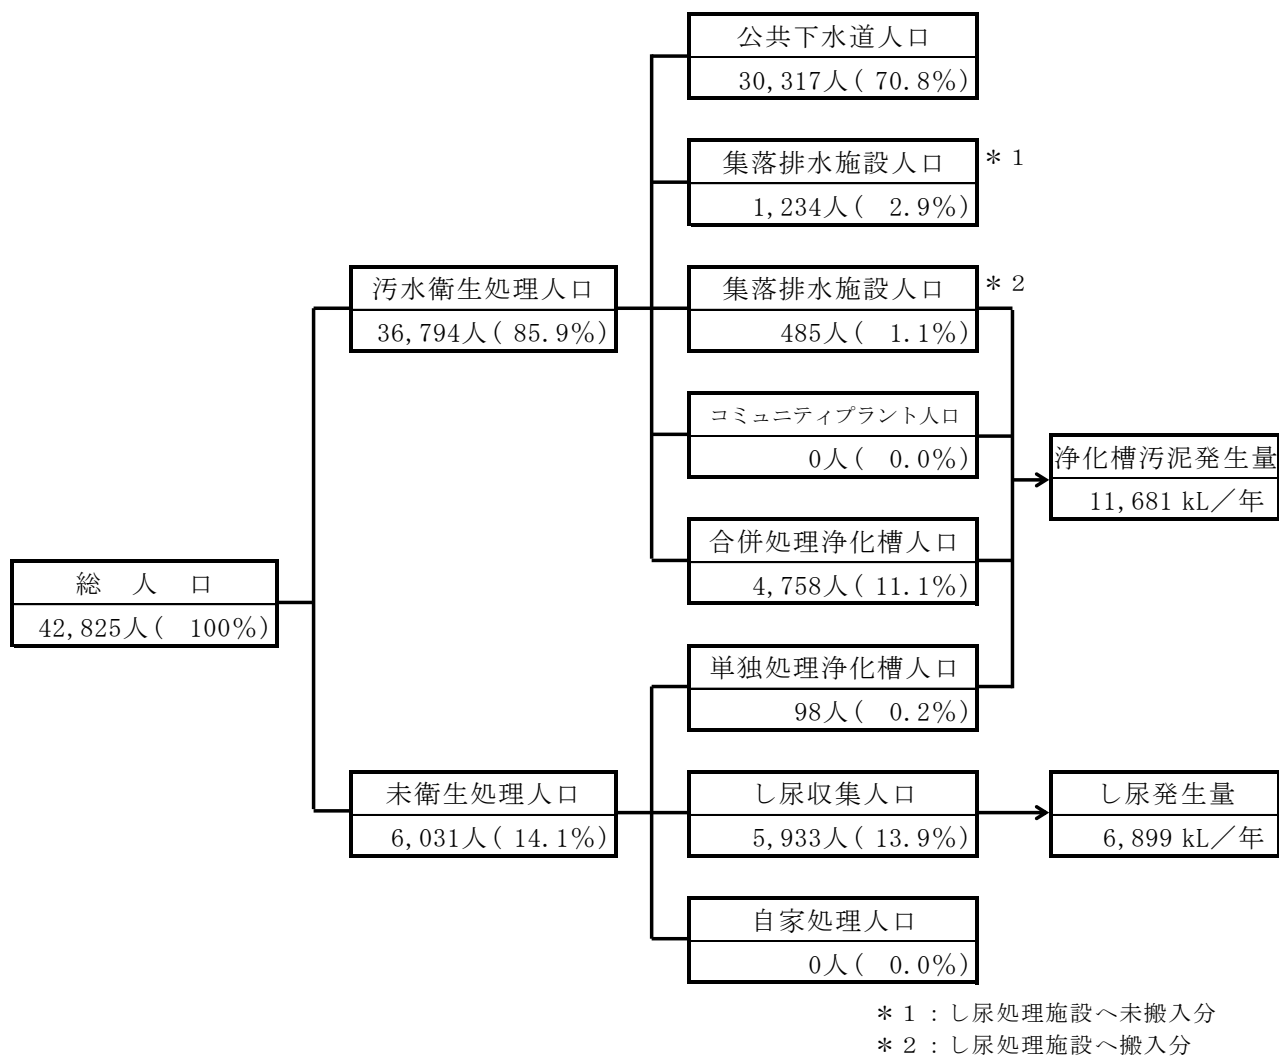 公共下水道人口
30,317人( 70.8%)
集落排水施設人口
＊１
1,234人( 2.9%)
汚水衛生処理人口
36,794人( 85.9%)
集落排水施設人口
＊２
485人( 1.1%)
コミュニティプラント人口
0人( 0.0%)
浄化槽汚泥発生量
11,681 kL／年
合併処理浄化槽人口
4,758人( 11.1%)
総　人　口
42,825人( 100%)
単独処理浄化槽人口
98人( 0.2%)
未衛生処理人口
6,031人( 14.1%)
し尿収集人口
5,933人( 13.9%)
し尿発生量
6,899 kL／年
自家処理人口
0人( 0.0%)
＊１：し尿処理施設へ未搬入分
＊２：し尿処理施設へ搬入分